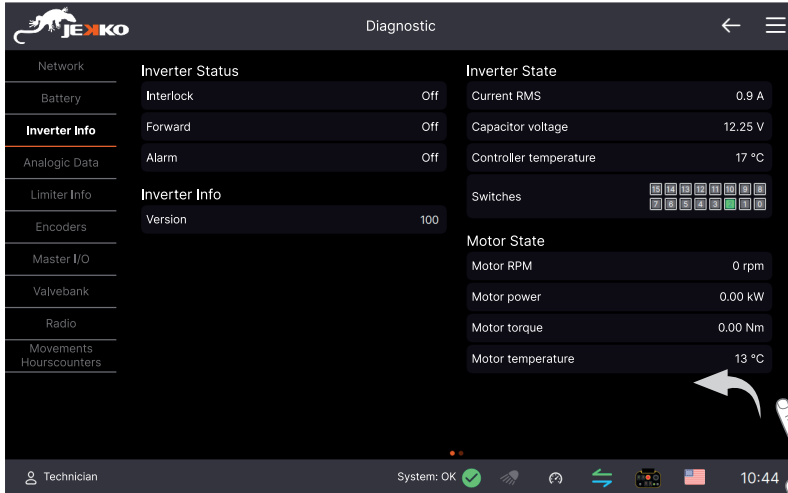 JEKKO
Diagnostic
Network
Battery
Inverter Info
Analogic Data
Limiter Info
Encoders
Master I/O
Valvebank
Radio
Movements
Hourscounters
Inverter Status
Interlock Off
Forward Off
Alarm Off
Inverter Info
Version 100
Inverter State
Current RMS 0.9 A
Capacitor voltage 12.25 V
Controller temperature 17 °C
Switches
15 14 13 12 11 10 9 8
7 6 5 4 3 1 0
Motor State
Motor RPM 0 rpm
Motor power 0.00 kW
Motor torque 0.00 Nm
Motor temperature 13 °C
Technician
System: OK
10:44